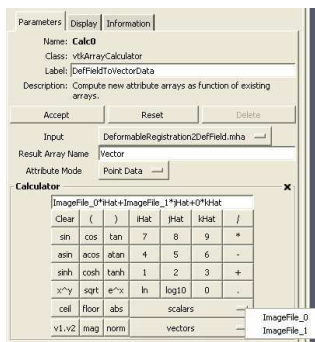 Parameters Display Information
Name: Calc0
Class: vtkArrayCalculator
Label: DefFieldToVectorData
Description: Compute new attribute arrays as function of existing
arrays.
Accept Reset Delete
Input DeformableRegistration2DefField.mha
Result Array Name Vector
Attribute Mode Point Data
Calculator x
ImageFile_0*iHat+ImageFile_1*jHat+0*kHat
Clear ( ) iHat jHat kHat /
sin cos tan 7 8 9 *
asin acos atan 4 5 6 -
sinh cosh tanh 1 2 3 +
x^y sqrt e^x ln log10 0 .
ceil floor abs scalars
v1.v2 mag norm vectors
ImageFile_0
ImageFile_1